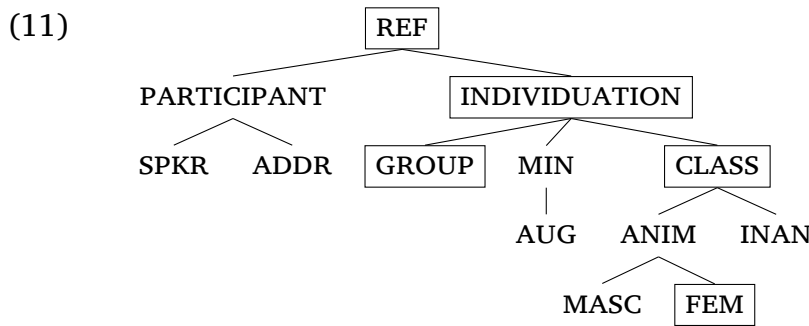 (11) REF
PARTICIPANT INDIVIDUATION
SPKR ADDR GROUP MIN CLASS
AUG ANIM INAN
MASC FEM